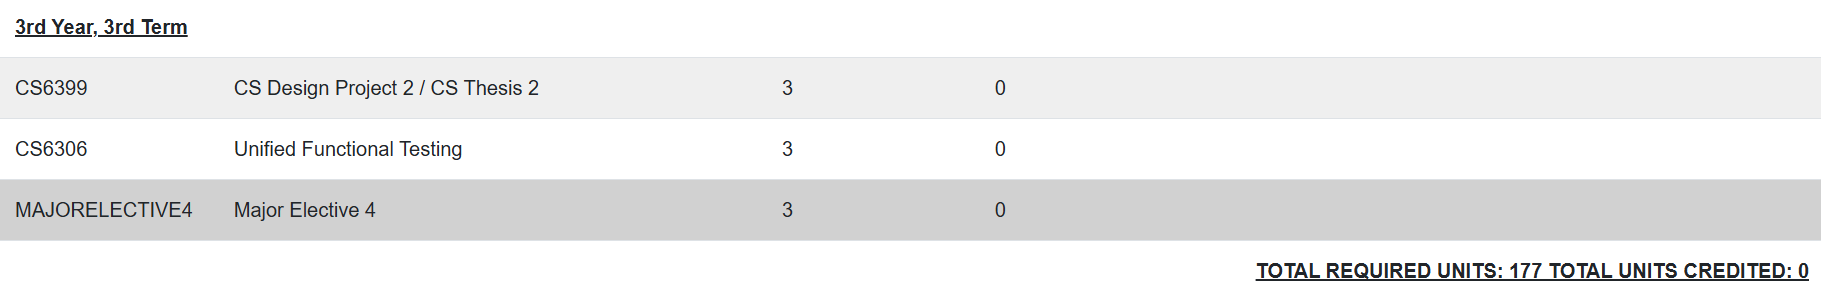 3rd Year, 3rd Term
CS6399 CS Design Project 2 / CS Thesis 2 3 0
CS6306 Unified Functional Testing 3 0
MAJORELECTIVE4 Major Elective 4 3 0
TOTAL REQUIRED UNITS: 177 TOTAL UNITS CREDITED: 0